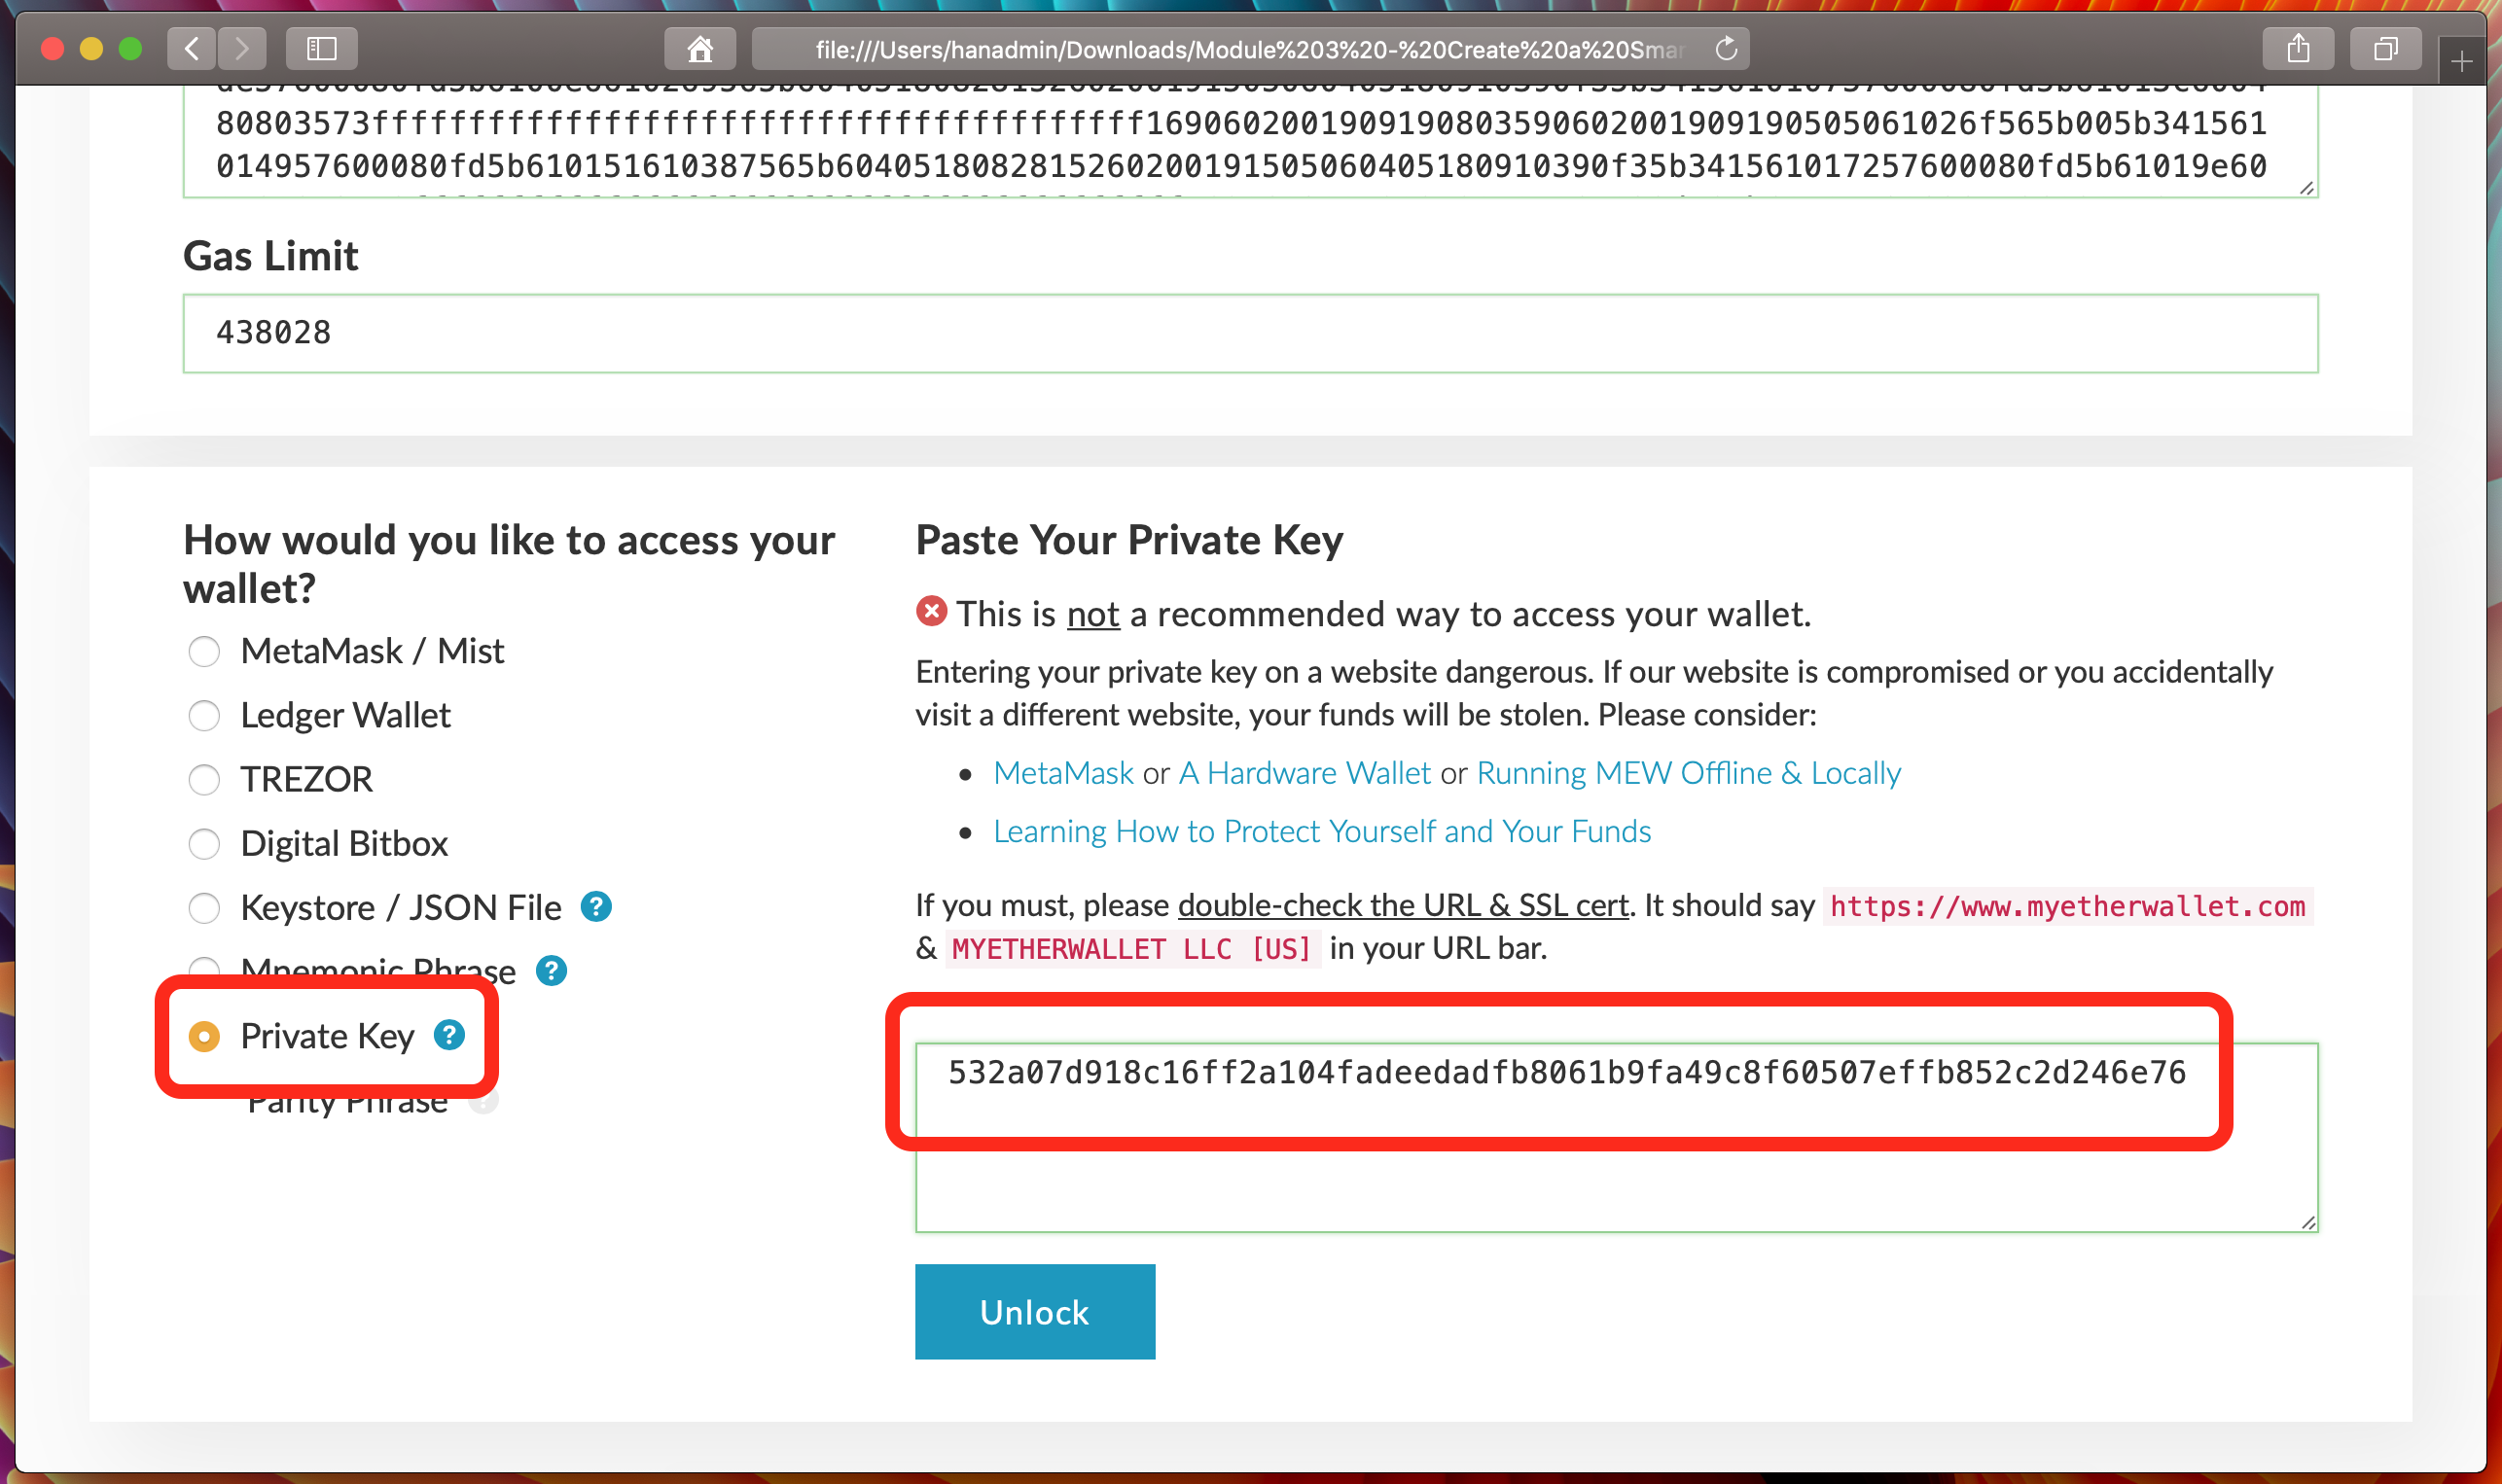 file:///Users/hanadmin/Downloads/Module%203%20-%20Create%20a%20Smar
80803573ffffffffffffffffffffffffffffffffffffffff1690602001909190803590602001909190505061026f565b005b341561
014957600080fd5b610151610387565b6040518082815260200191505060405180910390f35b341561017257600080fd5b61019e60
Gas Limit
438028
How would you like to access your
wallet?
MetaMask / Mist
Ledger Wallet
TREZOR
Digital Bitbox
Keystore / JSON File ?
Mnemonic Phrase ?
Private Key ?
Parity Phrase ?
Paste Your Private Key
This is not a recommended way to access your wallet.
Entering your private key on a website dangerous. If our website is compromised or you accidentally
visit a different website, your funds will be stolen. Please consider:
• MetaMask or A Hardware Wallet or Running MEW Offline & Locally
• Learning How to Protect Yourself and Your Funds
If you must, please double-check the URL & SSL cert. It should say https://www.myetherwallet.com
& MYETHERWALLET LLC [US] in your URL bar.
532a07d918c16ff2a104fadeedadfb8061b9fa49c8f60507effb852c2d246e76
Unlock